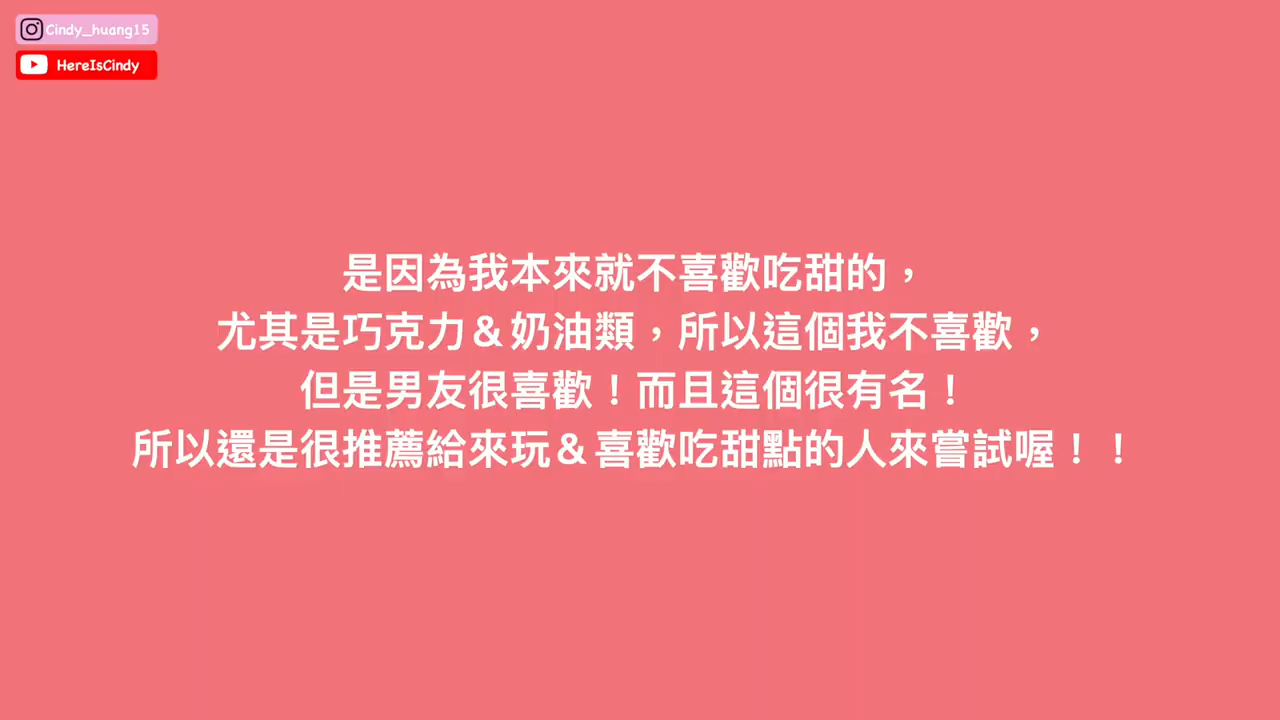 Cindy_huang15
HereIsCindy
是因為我本來就不喜歡吃甜的，
尤其是巧克力＆奶油類，所以這個我不喜歡，
但是男友很喜歡！而且這個很有名！
所以還是很推薦給來玩＆喜歡吃甜點的人來嘗試喔！！